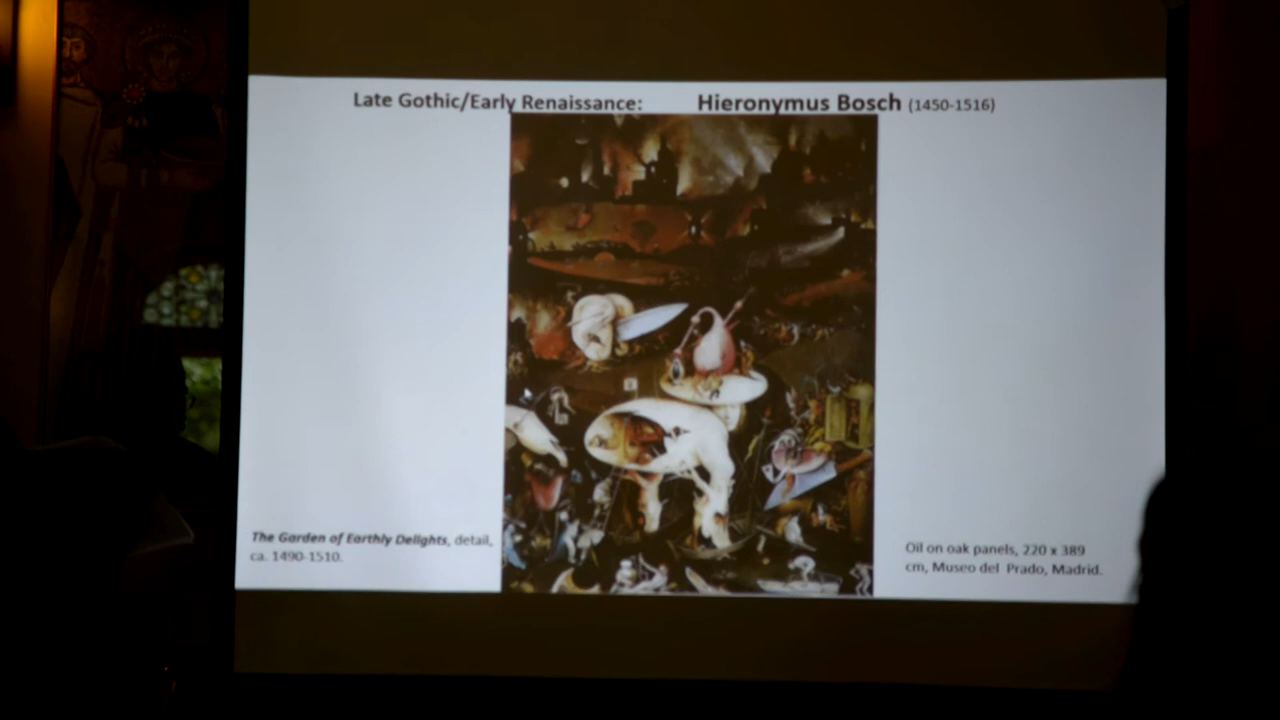 Late Gothic/Early Renaissance: Hieronymus Bosch (1450-1516)
The Garden of Earthly Delights, detail,
ca. 1490-1510.
Oil on oak panels, 220 x 389
cm, Museo del Prado, Madrid.